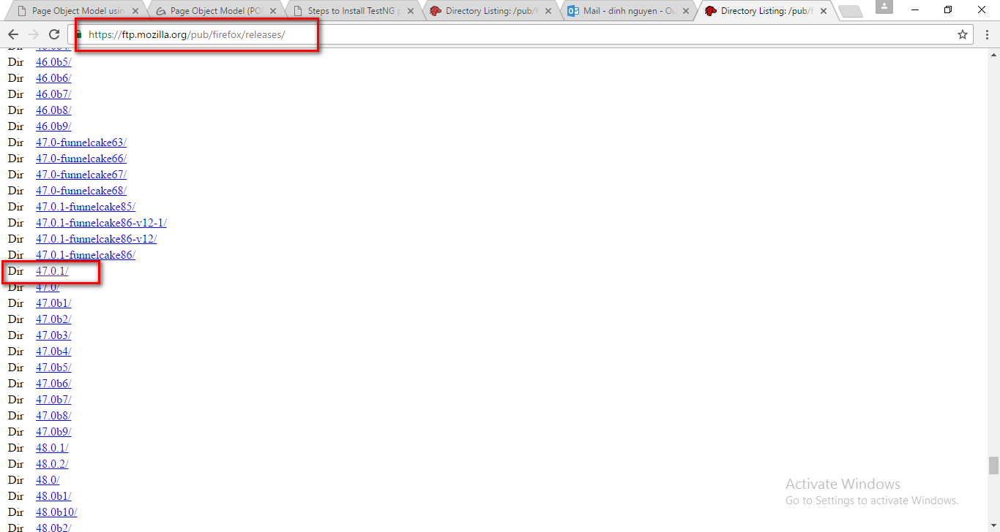 Page Object Model usin
Page Object Model (PO
Steps to Install TestNG p
Directory Listing: /pub/f
Mail - dinh nguyen - Ou
Directory Listing: /pub/f
https://ftp.mozilla.org/pub/firefox/releases/
Dir 46.0b4/
Dir 46.0b5/
Dir 46.0b6/
Dir 46.0b7/
Dir 46.0b8/
Dir 46.0b9/
Dir 47.0-funnelcake63/
Dir 47.0-funnelcake66/
Dir 47.0-funnelcake67/
Dir 47.0-funnelcake68/
Dir 47.0.1-funnelcake85/
Dir 47.0.1-funnelcake86-v12-1/
Dir 47.0.1-funnelcake86-v12/
Dir 47.0.1-funnelcake86/
Dir 47.0.1/
Dir 47.0/
Dir 47.0b1/
Dir 47.0b2/
Dir 47.0b3/
Dir 47.0b4/
Dir 47.0b5/
Dir 47.0b6/
Dir 47.0b7/
Dir 47.0b8/
Dir 47.0b9/
Dir 48.0.1/
Dir 48.0.2/
Dir 48.0/
Dir 48.0b1/
Dir 48.0b10/
Dir 48.0b2/
Activate Windows
Go to Settings to activate Windows.